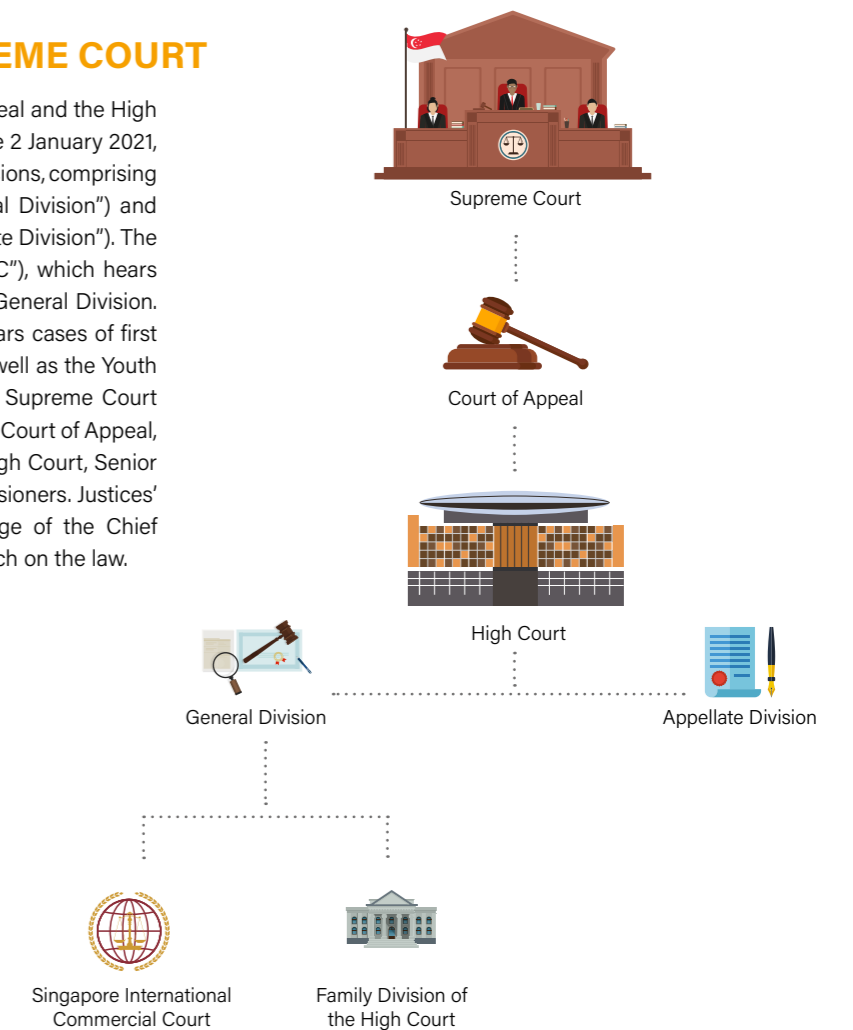 EME COURT
eal and the High
e 2 January 2021,
ions, comprising
al Division") and
te Division"). The
C"), which hears
General Division.
ars cases of first
well as the Youth
Supreme Court
Court of Appeal,
gh Court, Senior
sioners. Justices'
ge of the Chief
ch on the law.
Supreme Court
Court of Appeal
High Court
General Division
Appellate Division
Singapore International
Commercial Court
Family Division of
the High Court